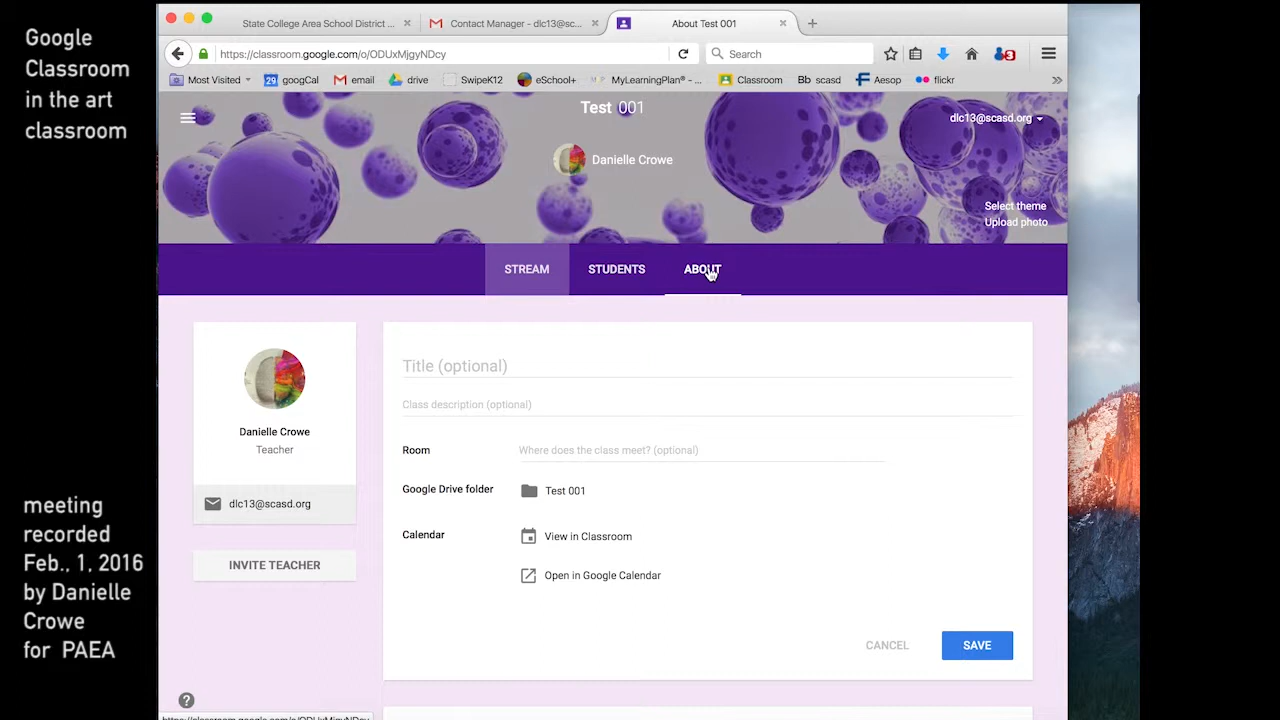 Google
Classroom
in the art
classroom
State College Area School District ...
Contact Manager - dlc13@sc...
About Test 001
https://classroom.google.com/o/ODUxMjgyNDcy
Search
3
Most Visited
29 googCal
email
drive
SwipeK12
eSchool+
MyLearningPlan® - ...
Classroom
Bb scasd
Aesop
flickr
Test 001
dlc13@scasd.org
Danielle Crowe
Select theme
Upload photo
STREAM
STUDENTS
ABOUT
Danielle Crowe
Teacher
dlc13@scasd.org
INVITE TEACHER
Title (optional)
Class description (optional)
Room Where does the class meet? (optional)
Google Drive folder Test 001
Calendar View in Classroom
Open in Google Calendar
CANCEL
SAVE
meeting
recorded
Feb., 1, 2016
by Danielle
Crowe
for PAEA
?